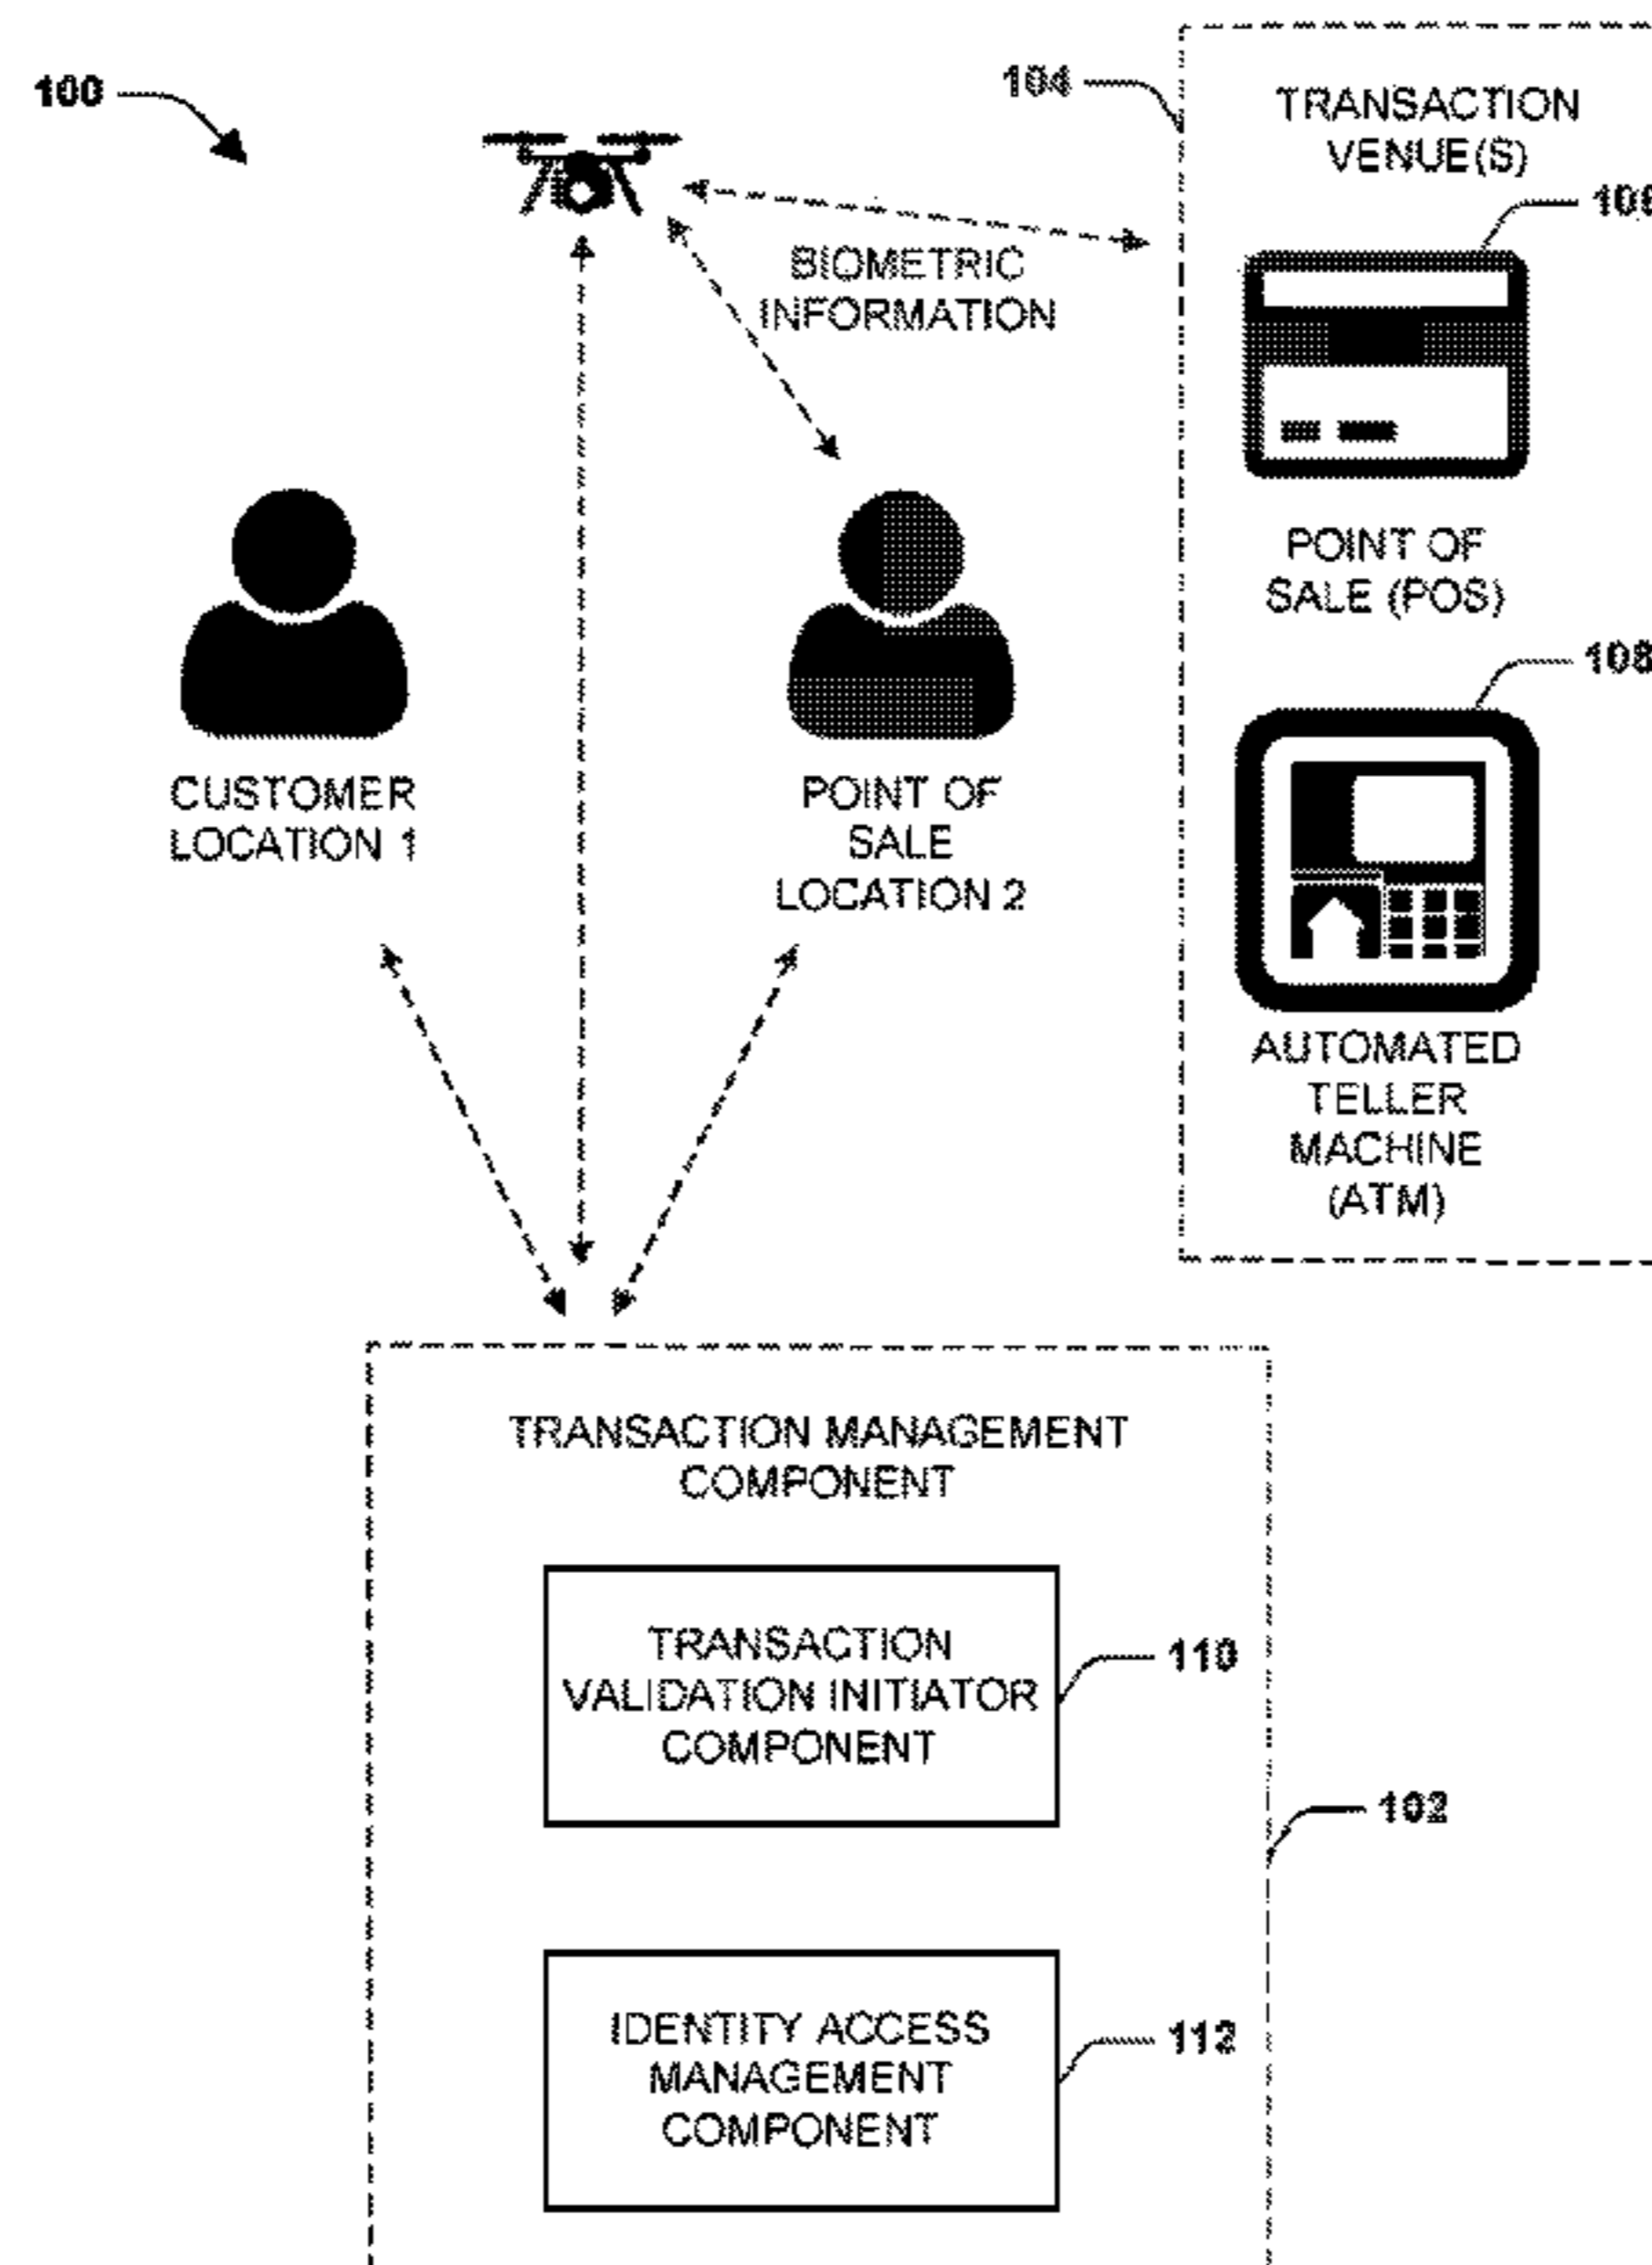 100
104
TRANSACTION
VENUE(S)
BIOMETRIC
INFORMATION
POINT OF
SALE (POS)
108
CUSTOMER
LOCATION 1
POINT OF
SALE
LOCATION 2
AUTOMATED
TELLER
MACHINE
(ATM)
TRANSACTION MANAGEMENT
COMPONENT
TRANSACTION
VALIDATION INITIATOR
COMPONENT
110
102
IDENTITY ACCESS
MANAGEMENT
COMPONENT
112